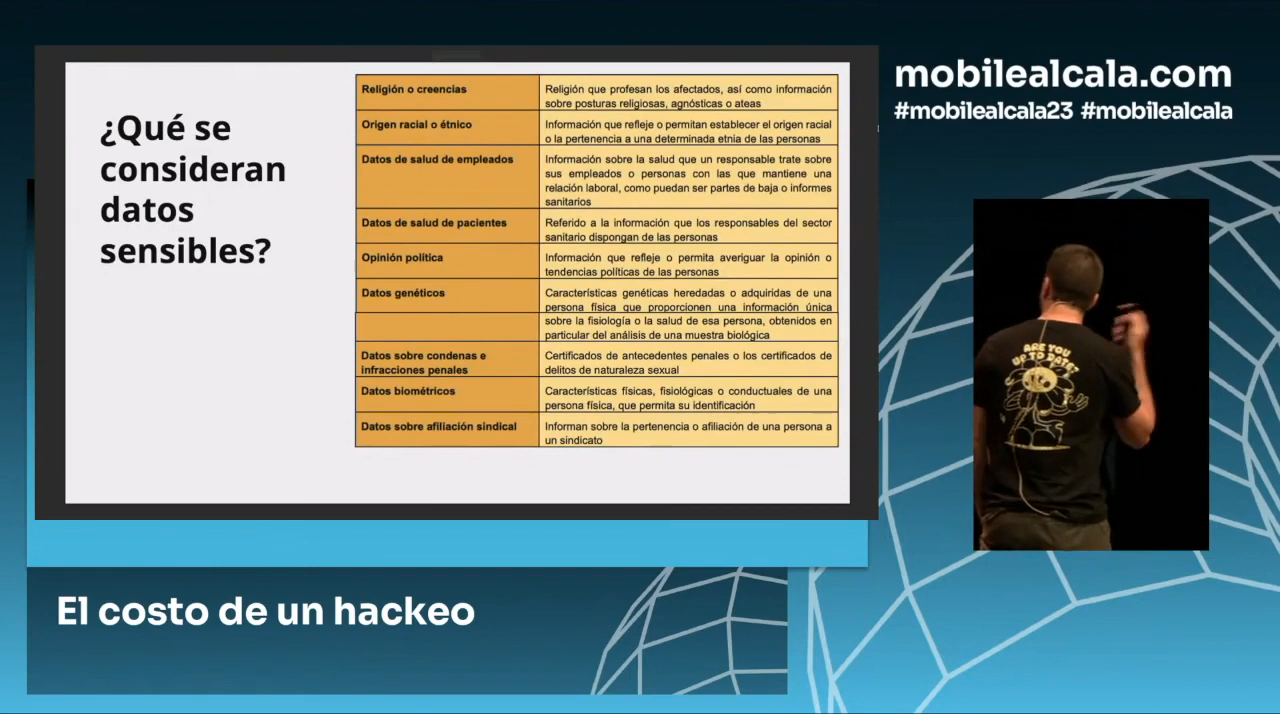 mobilealcala.com
#mobilealcala23 #mobilealcala
¿Qué se
consideran
datos
sensibles?
Religión o creencias
Religión que profesan los afectados, así como información
sobre posturas religiosas, agnósticas o ateas
Origen racial o étnico
Información que refleje o permitan establecer el origen racial
o la pertenencia a una determinada etnia de las personas
Datos de salud de empleados
Información sobre la salud que un responsable trate sobre
sus empleados o personas con las que mantiene una
relación laboral, como puedan ser partes de baja o informes
sanitarios
Datos de salud de pacientes
Referido a la información que los responsables del sector
sanitario dispongan de las personas
Opinión política
Información que refleje o permita averiguar la opinión o
tendencias políticas de las personas
Datos genéticos
Características genéticas heredadas o adquiridas de una
persona física que proporcionen una información única
sobre la fisiología o la salud de esa persona, obtenidos en
particular del análisis de una muestra biológica
Datos sobre condenas e
infracciones penales
Certificados de antecedentes penales o los certificados de
delitos de naturaleza sexual
Datos biométricos
Características físicas, fisiológicas o conductuales de una
persona física, que permita su identificación
Datos sobre afiliación sindical
Informan sobre la pertenencia o afiliación de una persona a
un sindicato
ARE YOU
UP TO DATE?
El costo de un hackeo